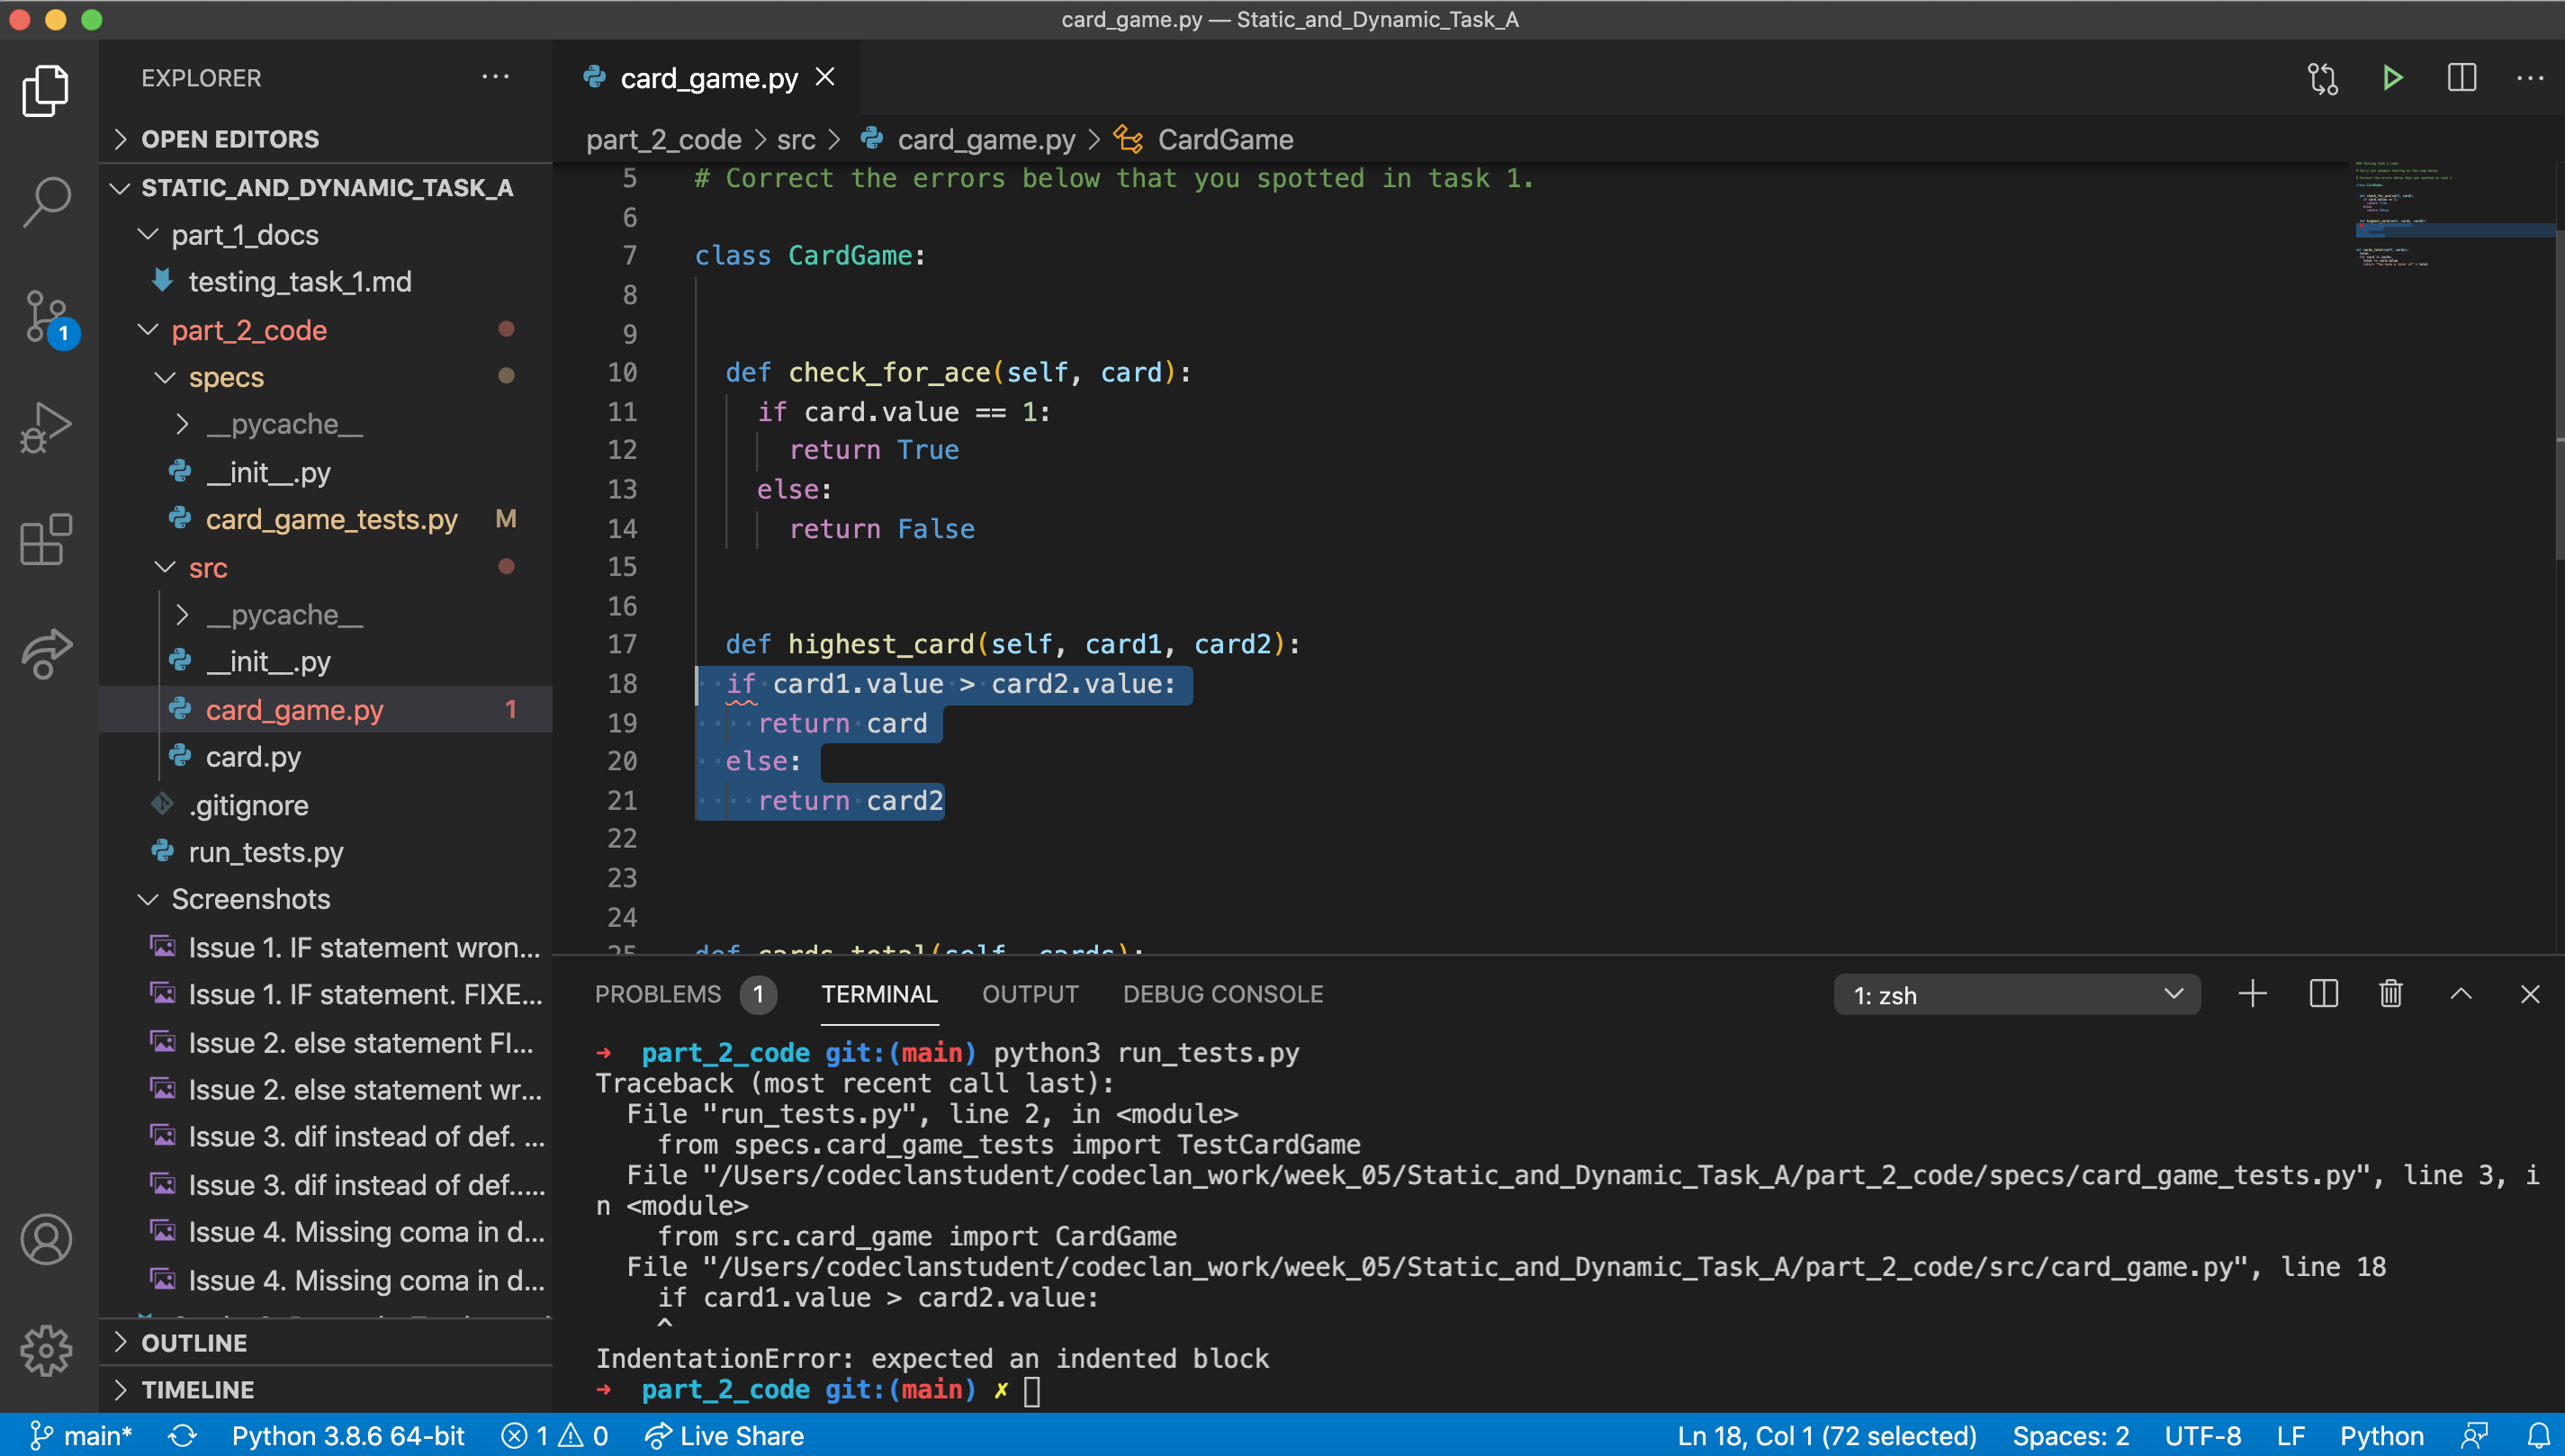 card_game.py — Static_and_Dynamic_Task_A
EXPLORER
OPEN EDITORS
STATIC_AND_DYNAMIC_TASK_A
part_1_docs
testing_task_1.md
part_2_code
specs
__pycache__
__init__.py
card_game_tests.py M
src
__pycache__
__init__.py
card_game.py 1
card.py
.gitignore
run_tests.py
Screenshots
Issue 1. IF statement wron...
Issue 1. IF statement. FIXE...
Issue 2. else statement FI...
Issue 2. else statement wr...
Issue 3. dif instead of def. ...
Issue 3. dif instead of def.....
Issue 4. Missing coma in d...
Issue 4. Missing coma in d...
OUTLINE
TIMELINE
1
card_game.py
part_2_code > src > card_game.py > CardGame
5 # Correct the errors below that you spotted in task 1.
6
7 class CardGame:
8
9
10 def check_for_ace(self, card):
11 if card.value == 1:
12 return True
13 else:
14 return False
15
16
17 def highest_card(self, card1, card2):
18 if card1.value > card2.value:
19 return card
20 else:
21 return card2
22
23
24
25 def cards_total(self, cards):
PROBLEMS 1 TERMINAL OUTPUT DEBUG CONSOLE 1: zsh
→ part_2_code git:(main) python3 run_tests.py
Traceback (most recent call last):
File "run_tests.py", line 2, in <module>
from specs.card_game_tests import TestCardGame
File "/Users/codeclanstudent/codeclan_work/week_05/Static_and_Dynamic_Task_A/part_2_code/specs/card_game_tests.py", line 3, i
n <module>
from src.card_game import CardGame
File "/Users/codeclanstudent/codeclan_work/week_05/Static_and_Dynamic_Task_A/part_2_code/src/card_game.py", line 18
if card1.value > card2.value:
^
IndentationError: expected an indented block
→ part_2_code git:(main) ✗
main* Python 3.8.6 64-bit 1 0 Live Share Ln 18, Col 1 (72 selected) Spaces: 2 UTF-8 LF Python